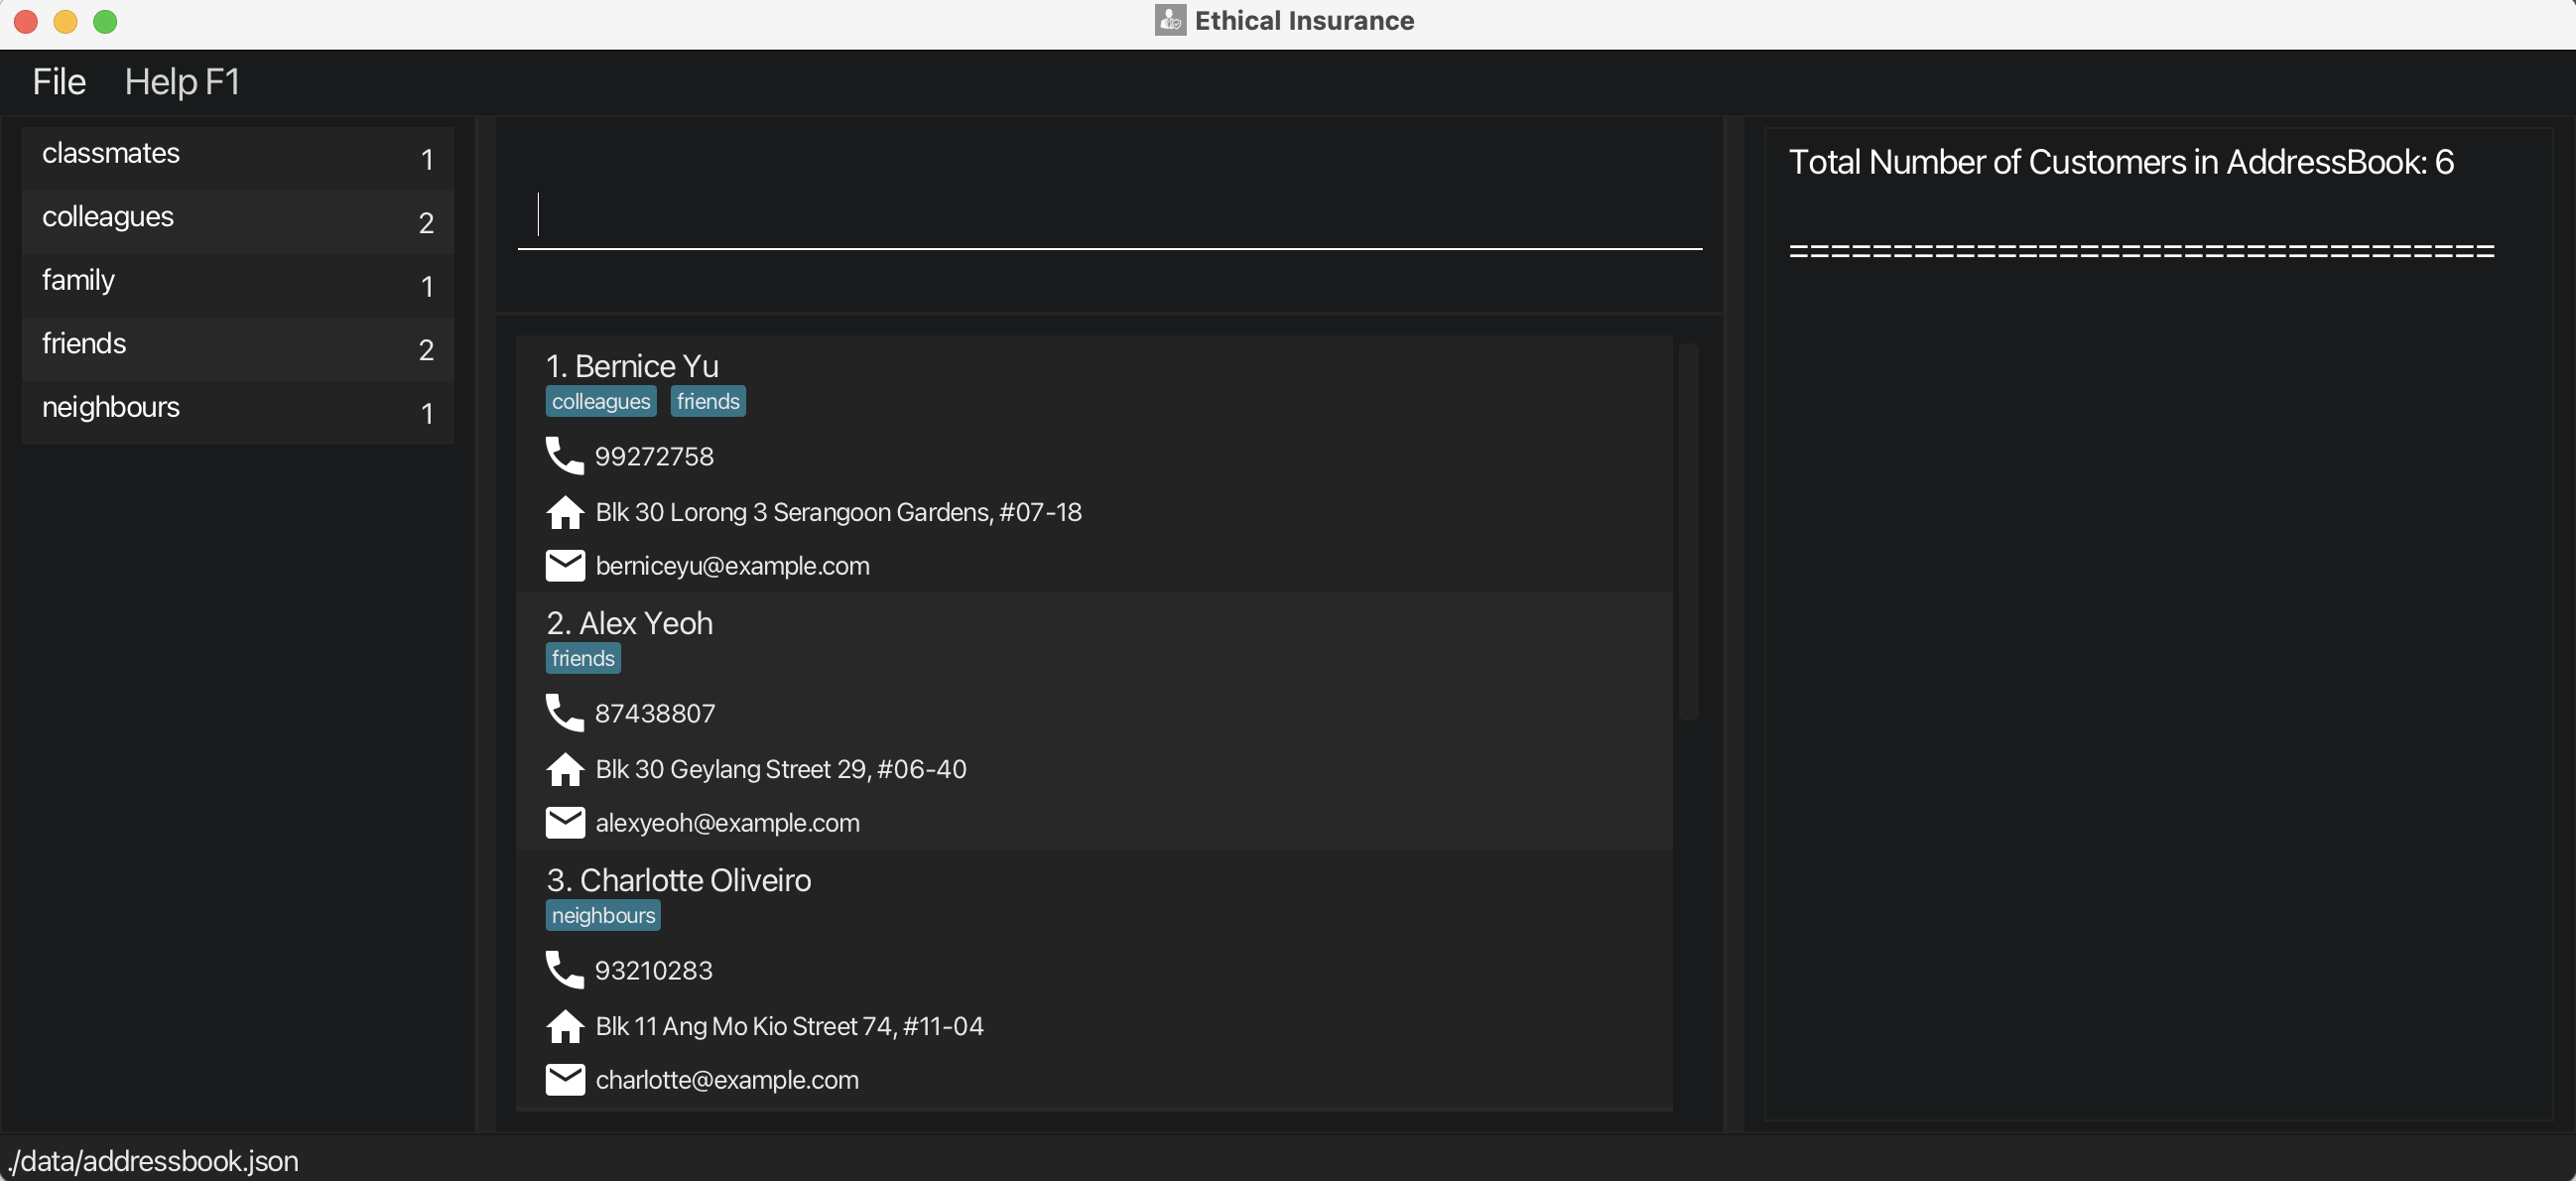 Ethical Insurance
File Help F1
classmates 1
colleagues 2
family 1
friends 2
neighbours 1
1. Bernice Yu
colleagues friends
99272758
Blk 30 Lorong 3 Serangoon Gardens, #07-18
berniceyu@example.com
2. Alex Yeoh
friends
87438807
Blk 30 Geylang Street 29, #06-40
alexyeoh@example.com
3. Charlotte Oliveiro
neighbours
93210283
Blk 11 Ang Mo Kio Street 74, #11-04
charlotte@example.com
Total Number of Customers in AddressBook: 6
==================================
./data/addressbook.json